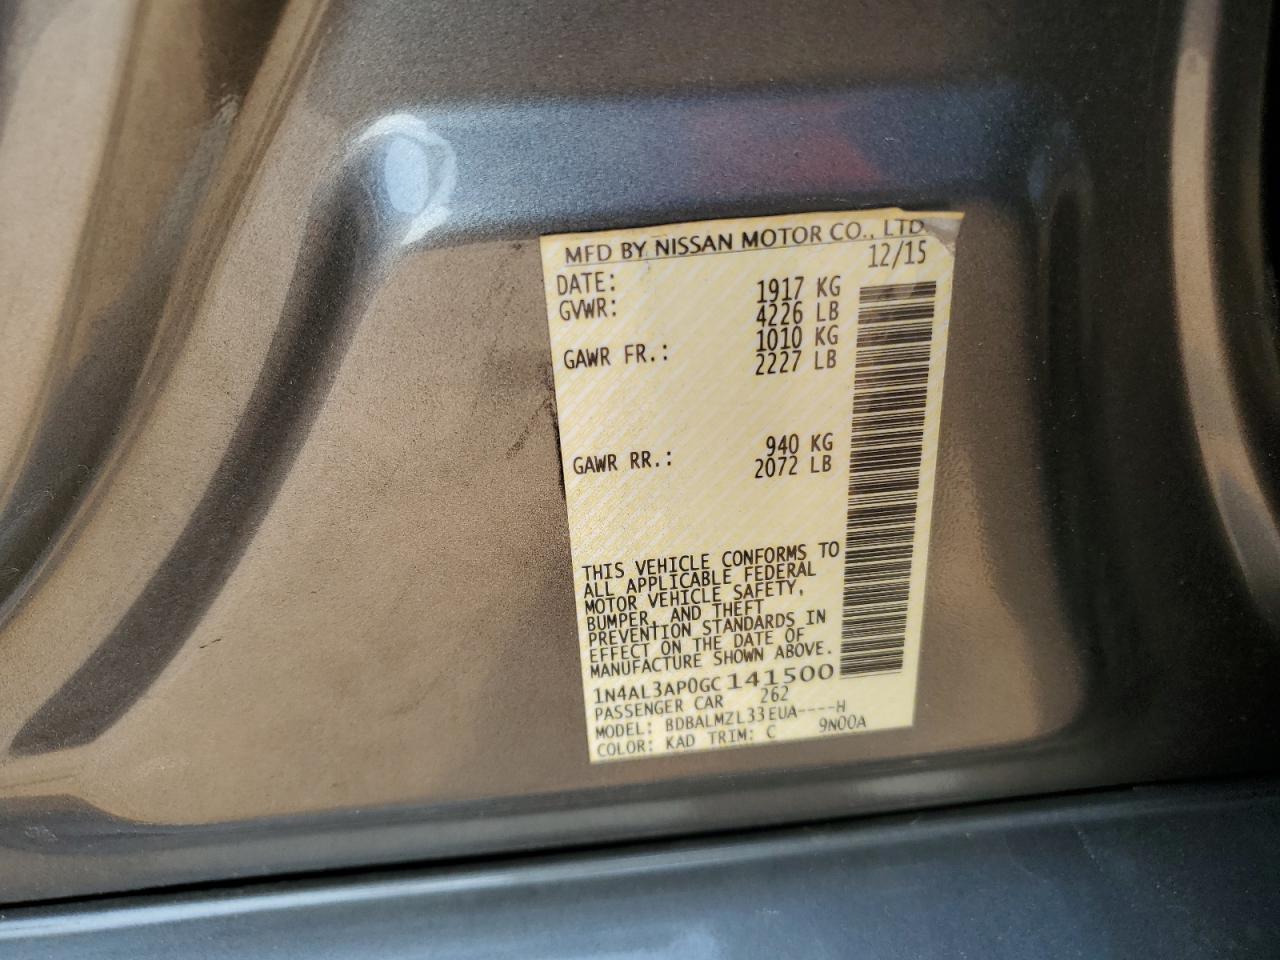 MFD BY NISSAN MOTOR CO., LTD.
DATE: 12/15
GVWR: 1917 KG
4226 LB
GAWR FR.: 1010 KG
2227 LB
GAWR RR.: 940 KG
2072 LB
THIS VEHICLE CONFORMS TO
ALL APPLICABLE FEDERAL
MOTOR VEHICLE SAFETY,
BUMPER, AND THEFT
PREVENTION STANDARDS IN
EFFECT ON THE DATE OF
MANUFACTURE SHOWN ABOVE.
1N4AL3AP0GC141500
PASSENGER CAR 262
MODEL: BDBALMZL33EUA----H
COLOR: KAD TRIM: C 9N00A